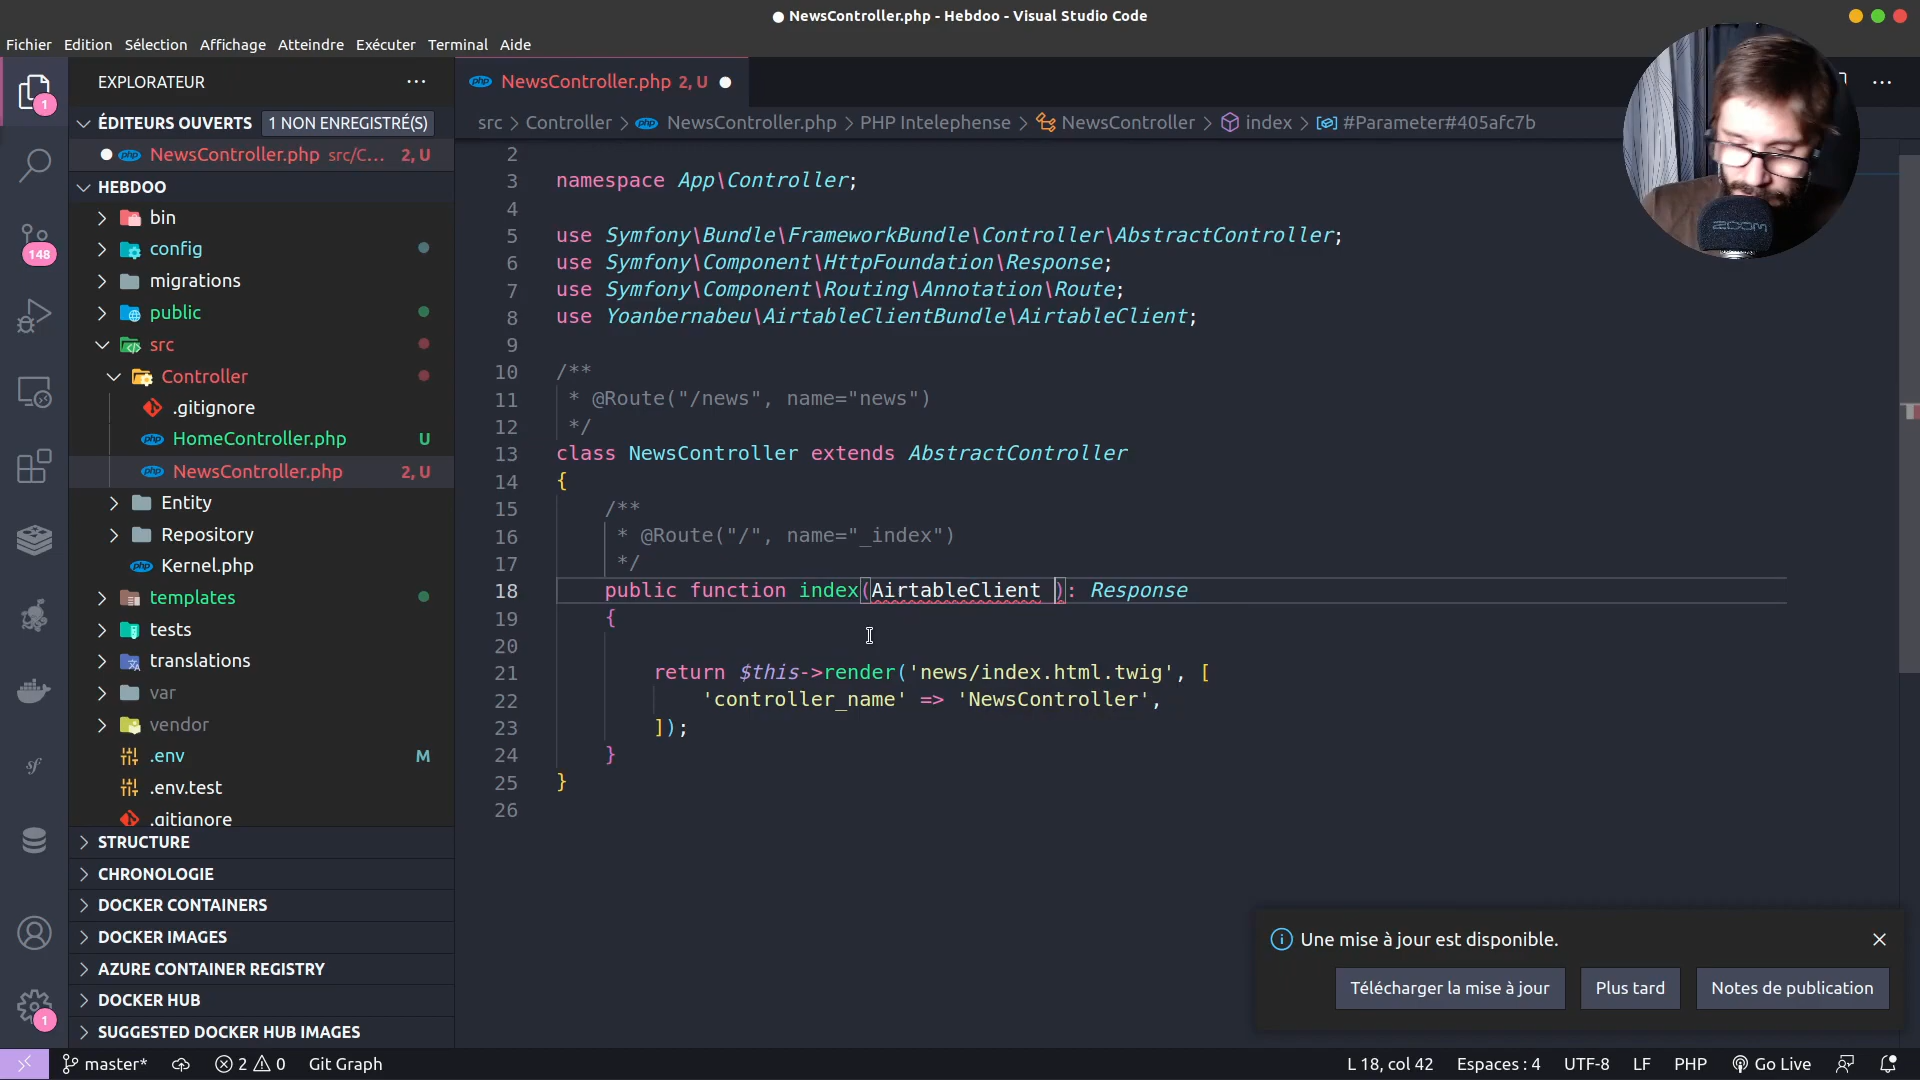 NewsController.php - Hebdoo - Visual Studio Code
Fichier Edition Sélection Affichage Atteindre Exécuter Terminal Aide
EXPLORATEUR
NewsController.php 2, U
ÉDITEURS OUVERTS 1 NON ENREGISTRÉ(S)
src > Controller > NewsController.php > PHP Intelephense > NewsController > index > #Parameter#405afc7b
NewsController.php src/C... 2, U
HEBDOO
bin
config
migrations
public
src
Controller
.gitignore
HomeController.php U
NewsController.php 2, U
Entity
Repository
Kernel.php
templates
tests
translations
var
vendor
.env M
.env.test
.gitignore
STRUCTURE
CHRONOLOGIE
DOCKER CONTAINERS
DOCKER IMAGES
AZURE CONTAINER REGISTRY
DOCKER HUB
SUGGESTED DOCKER HUB IMAGES
1
148
1
2
3 namespace App\Controller;
4
5 use Symfony\Bundle\FrameworkBundle\Controller\AbstractController;
6 use Symfony\Component\HttpFoundation\Response;
7 use Symfony\Component\Routing\Annotation\Route;
8 use Yoanbernabeu\AirtableClientBundle\AirtableClient;
9
10 /**
11 * @Route("/news", name="news")
12 */
13 class NewsController extends AbstractController
14 {
15 /**
16 * @Route("/", name="_index")
17 */
18 public function index(AirtableClient ): Response
19 {
20
21 return $this->render('news/index.html.twig', [
22 'controller_name' => 'NewsController',
23 ]);
24 }
25 }
26
zoom
Une mise à jour est disponible.
Télécharger la mise à jour Plus tard Notes de publication
master* 2 0 Git Graph L 18, col 42 Espaces : 4 UTF-8 LF PHP Go Live